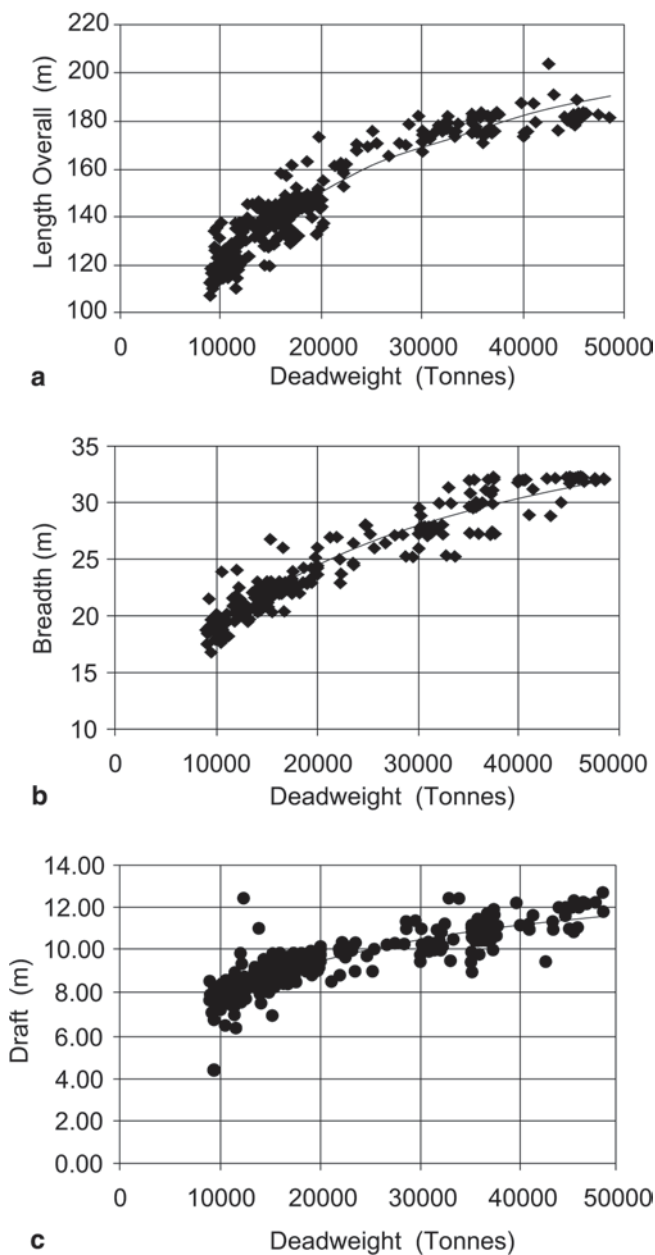 220
200
180
160
140
120
100
Length Overall (m)
0 10000 20000 30000 40000 50000
a Deadweight (Tonnes)
35
30
25
20
15
10
Breadth (m)
0 10000 20000 30000 40000 50000
b Deadweight (Tonnes)
14.00
12.00
10.00
8.00
6.00
4.00
2.00
0.00
Draft (m)
0 10000 20000 30000 40000 50000
c Deadweight (Tonnes)